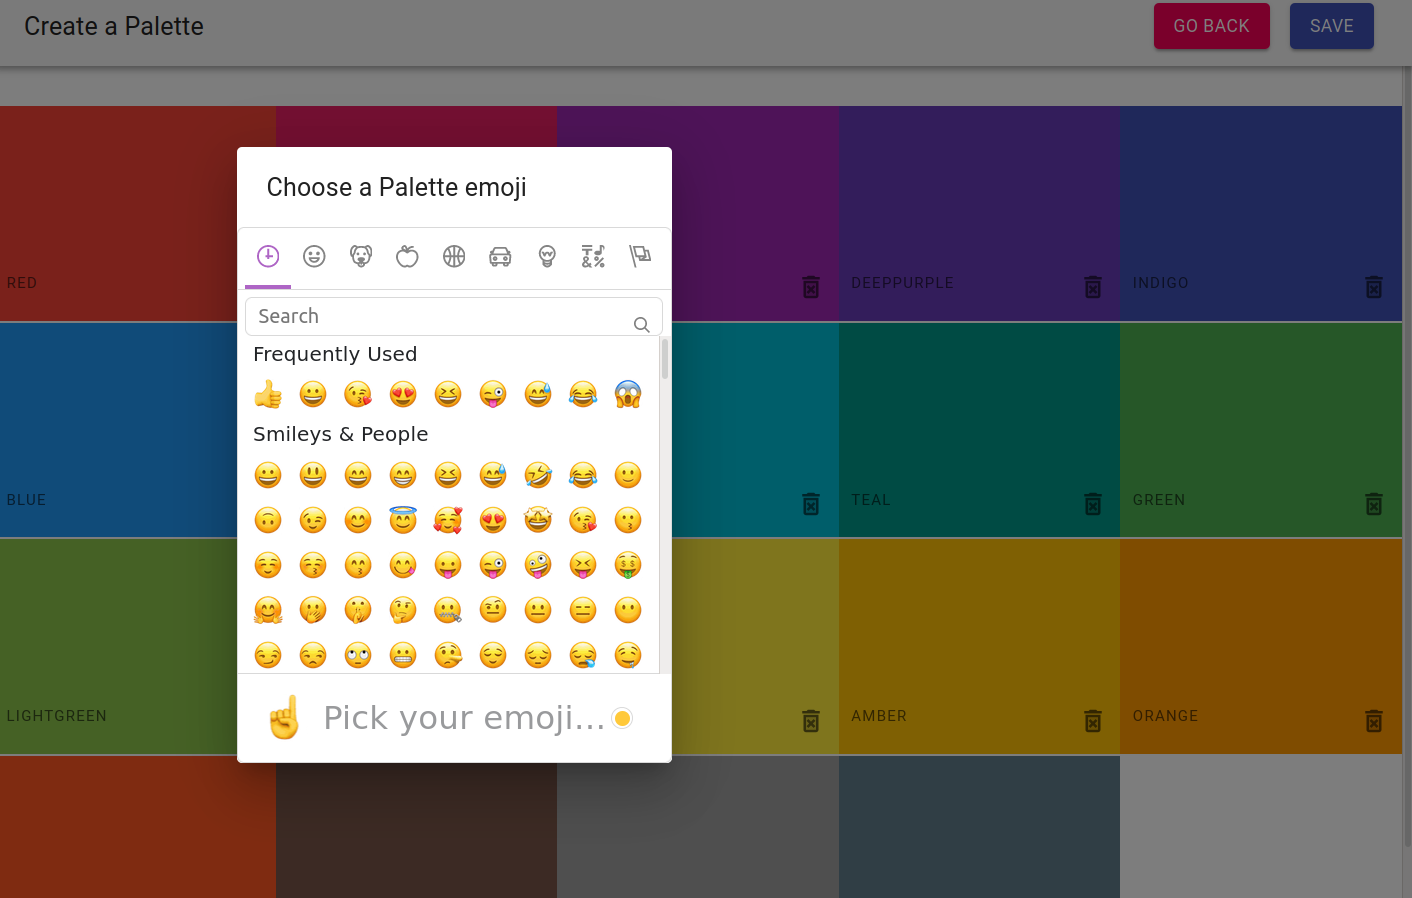 Create a Palette
GO BACK
SAVE
Choose a Palette emoji
Search
Frequently Used
Smileys & People
Pick your emoji...
RED
DEEPPURPLE
INDIGO
BLUE
TEAL
GREEN
LIGHTGREEN
AMBER
ORANGE